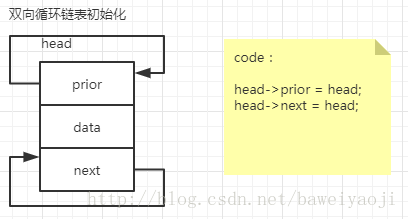 双向循环链表初始化
head
prior
data
next
code：
head->prior = head;
head->next = head;
http://blog.csdn.net/baweiyaoji